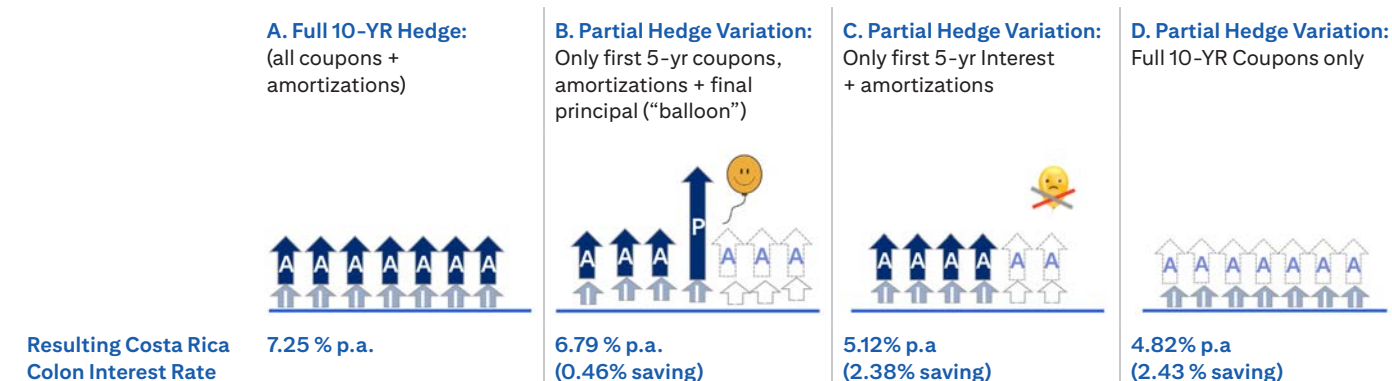 A. Full 10-YR Hedge:
(all coupons +
amortizations)
A A A A A A A
I I I I I I I
B. Partial Hedge Variation:
Only first 5-yr coupons,
amortizations + final
principal (“balloon”)
A A A P A A A
I I I I
C. Partial Hedge Variation:
Only first 5-yr Interest
+ amortizations
A A A A A A
I I I I
D. Partial Hedge Variation:
Full 10-YR Coupons only
A A A A A A A
I I I I I I I
Resulting Costa Rica
Colon Interest Rate
7.25 % p.a.
6.79 % p.a.
(0.46% saving)
5.12% p.a
(2.38% saving)
4.82% p.a
(2.43 % saving)